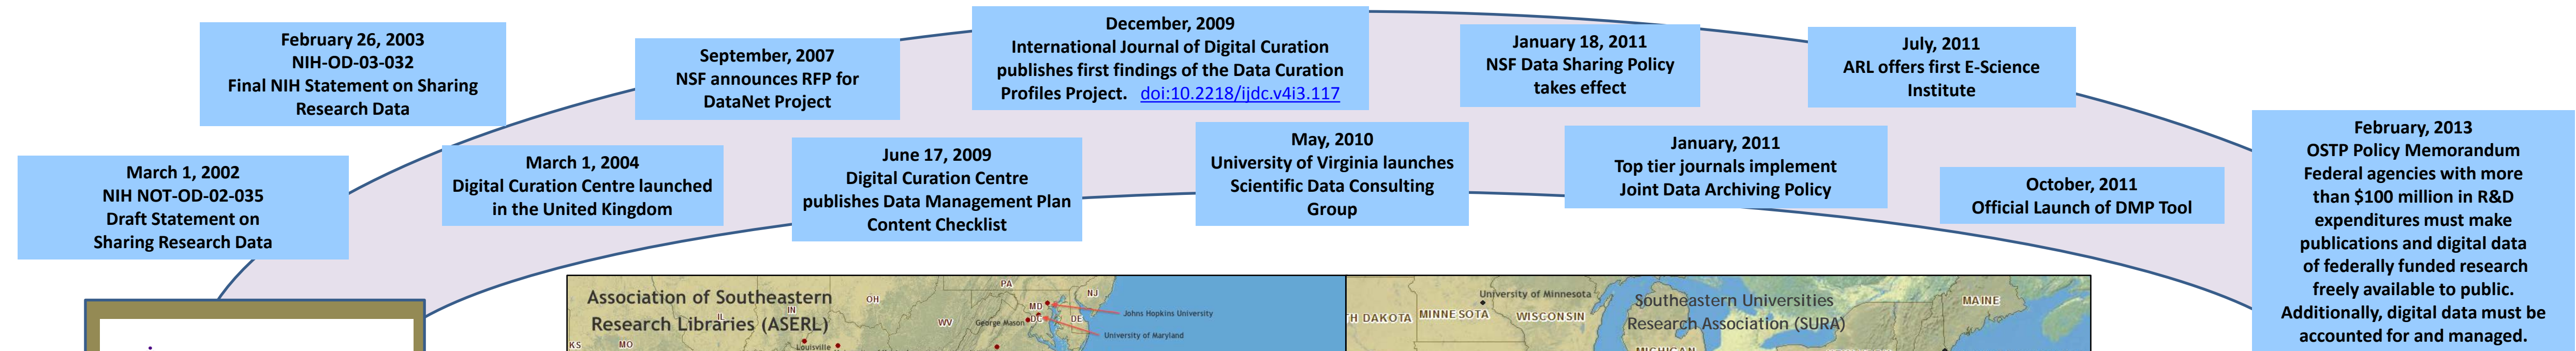 March 1, 2002
NIH NOT-OD-02-035
Draft Statement on
Sharing Research Data
February 26, 2003
NIH-OD-03-032
Final NIH Statement on Sharing
Research Data
March 1, 2004
Digital Curation Centre launched
in the United Kingdom
September, 2007
NSF announces RFP for
DataNet Project
June 17, 2009
Digital Curation Centre
publishes Data Management Plan
Content Checklist
December, 2009
International Journal of Digital Curation
publishes first findings of the Data Curation
Profiles Project. doi:10.2218/ijdc.v4i3.117
May, 2010
University of Virginia launches
Scientific Data Consulting
Group
January 18, 2011
NSF Data Sharing Policy
takes effect
January, 2011
Top tier journals implement
Joint Data Archiving Policy
July, 2011
ARL offers first E-Science
Institute
October, 2011
Official Launch of DMP Tool
February, 2013
OSTP Policy Memorandum
Federal agencies with more
than $100 million in R&D
expenditures must make
publications and digital data
of federally funded research
freely available to public.
Additionally, digital data must be
accounted for and managed.
Association of Southeastern
Research Libraries (ASERL)
PA
OH
NJ
MD
IN
IL
WV
George Mason
DC
DE
Johns Hopkins University
University of Maryland
KS
MO
Louisville
University of Minnesota
Southeastern Universities
Research Association (SURA)
MAINE
TH DAKOTA
MINNESOTA
WISCONSIN
MICHIGAN